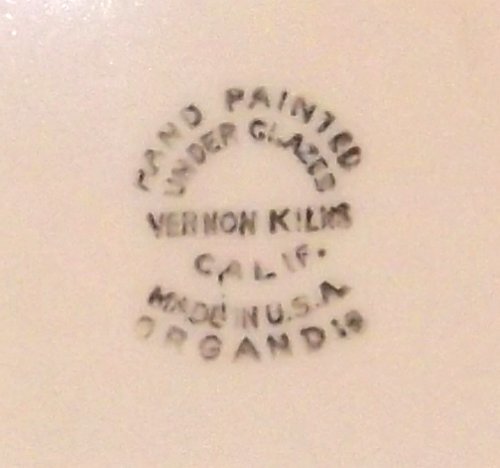 HAND PAINTED
UNDER GLAZES
VERNON KILNS
CALIF.
MADE IN U.S.A.
ORGANDIE